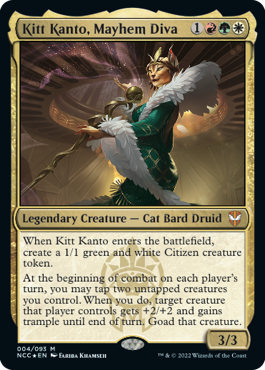 Kitt Kanto, Mayhem Diva 1
Legendary Creature — Cat Bard Druid
When Kitt Kanto enters the battlefield,
create a 1/1 green and white Citizen creature
token.
At the beginning of combat on each player's
turn, you may tap two untapped creatures
you control. When you do, target creature
that player controls gets +2/+2 and gains
trample until end of turn. Goad that creature.
3/3
004/093 M
NCC ★ EN Fariba Khamseh ™ & © 2022 Wizards of the Coast